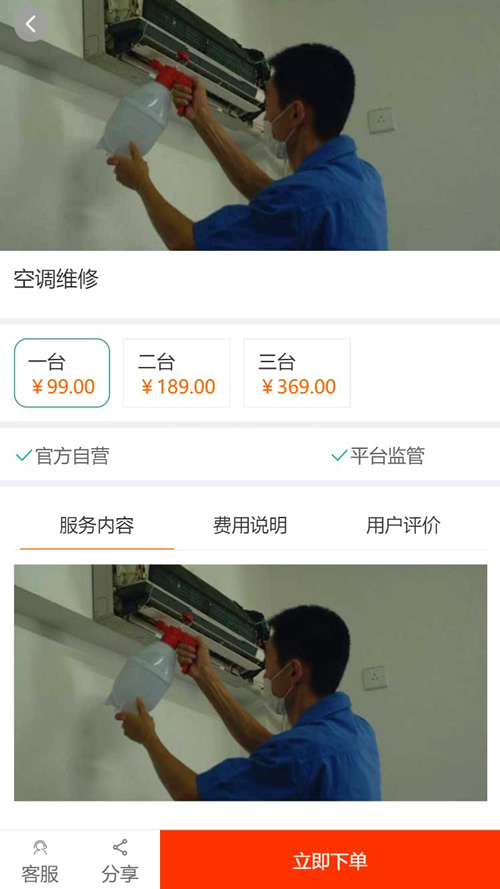 空调维修
一台 二台 三台
￥99.00 ￥189.00 ￥369.00
官方自营 平台监管
服务内容 费用说明 用户评价
客服 分享 立即下单